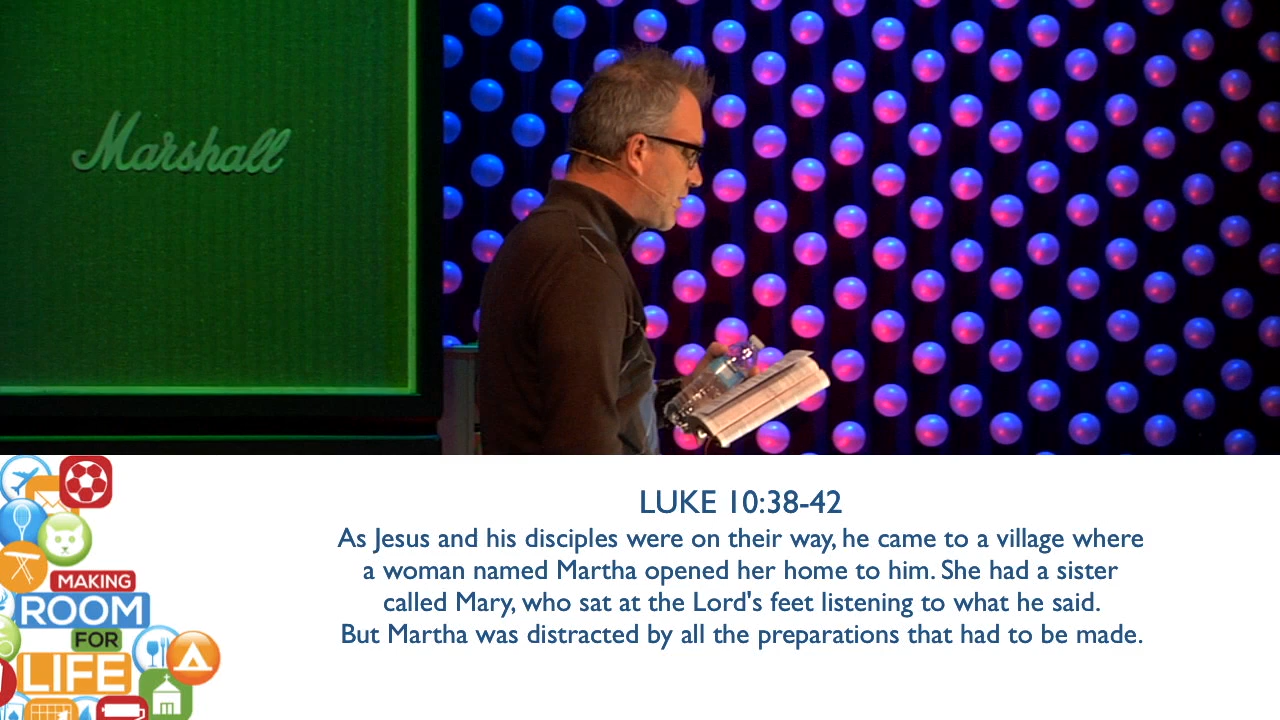 Marshall
LUKE 10:38-42
As Jesus and his disciples were on their way, he came to a village where
a woman named Martha opened her home to him. She had a sister
called Mary, who sat at the Lord's feet listening to what he said.
But Martha was distracted by all the preparations that had to be made.
MAKING
ROOM
FOR
LIFE